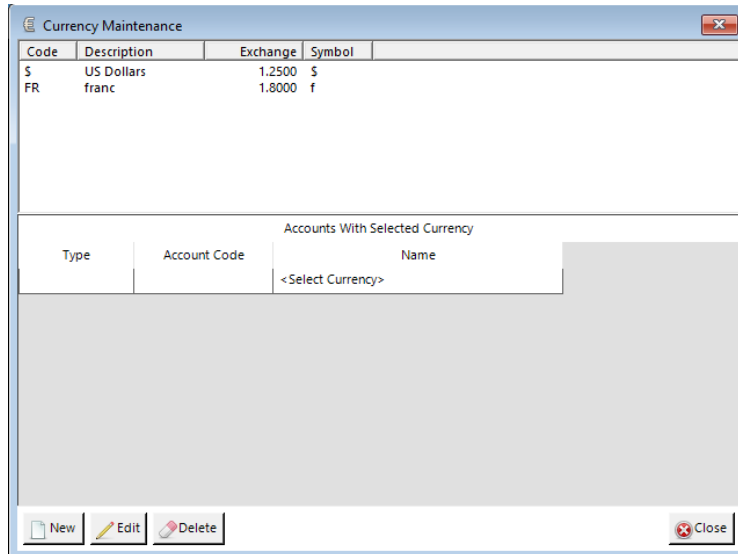 Currency Maintenance
Code Description Exchange Symbol
$ US Dollars 1.2500 $
FR franc 1.8000 f
Accounts With Selected Currency
Type Account Code Name
<Select Currency>
New Edit Delete Close